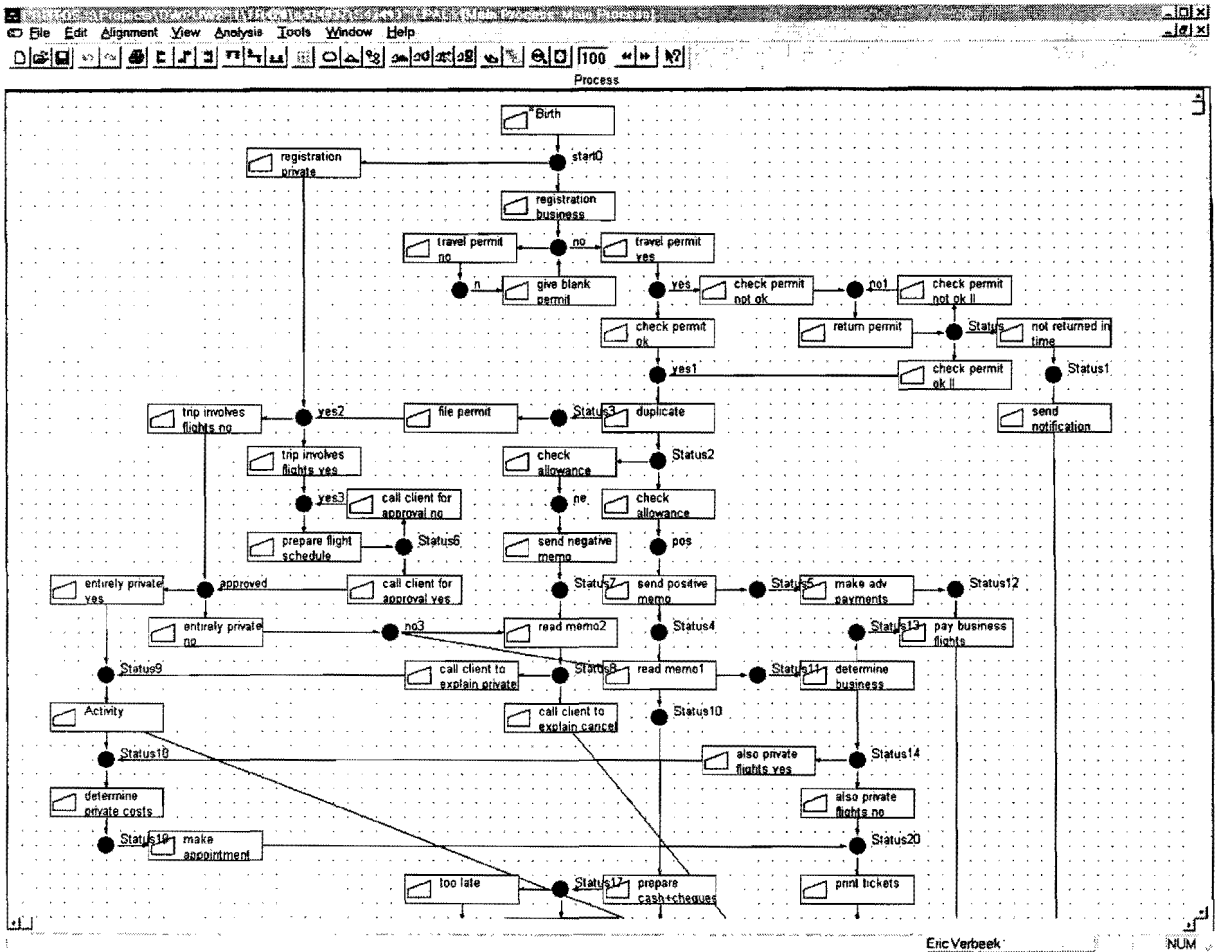 [Main Process:Main Process]
File Edit Alignment View Analysis Tools Window Help
100
Process
Birth
start0
registration
private
registration
business
travel permit
no
no
travel permit
yes
n
give blank
permit
yes
check permit
not ok
no1
check permit
not ok II
check permit
ok
return permit
Status
not returned in
time
yes1
check permit
ok II
Status1
trip involves
flights no
yes2
file permit
Status3
duplicate
send
notification
trip involves
flights yes
check
allowance
Status2
yes3
call client for
approval no
ne
check
allowance
prepare flight
schedule
Status6
send negative
memo
pos
entirely private
yes
approved
call client for
approval yes
Status7
send positive
memo
Status5
make adv
payments
Status12
entirely private
no
no3
read memo2
Status4
Status13
pay business
flights
Status9
call client to
explain private
Status8
read memo1
Status11
determine
business
Activity
call client to
explain cancel
Status10
Status18
also private
flights yes
Status14
determine
private costs
also private
flights no
Status19
make
appointment
Status20
too late
Status17
prepare
cash+cheques
print tickets
Eric Verbeek
NUM